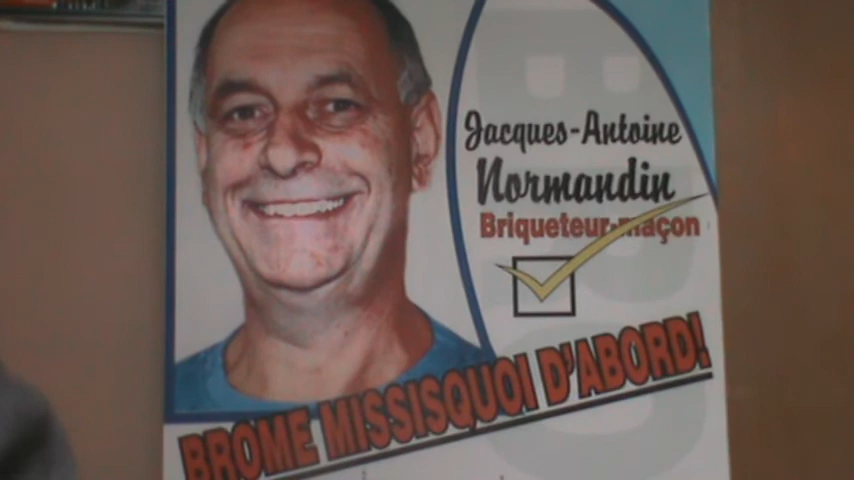 Jacques-Antoine
Normandin
Briqueteur-maçon
BROME MISSISQUOI D'ABORD!